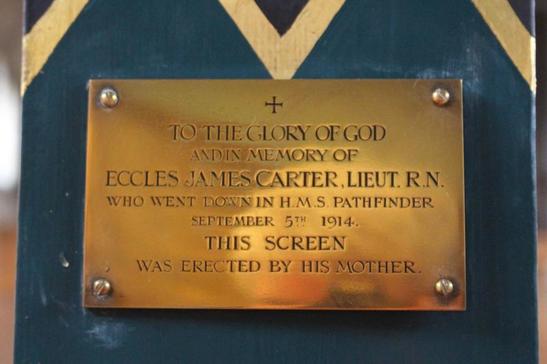 TO THE GLORY OF GOD
AND IN MEMORY OF
ECCLES JAMES CARTER, LIEUT. R.N.
WHO WENT DOWN IN H.M.S. PATHFINDER
SEPTEMBER 5TH 1914.
THIS SCREEN
WAS ERECTED BY HIS MOTHER.